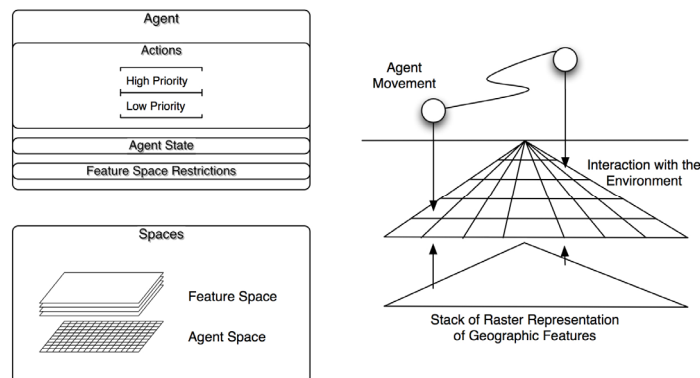 Agent
Actions
High Priority
Low Priority
Agent State
Feature Space Restrictions
Spaces
Feature Space
Agent Space
Agent
Movement
Interaction with the
Environment
Stack of Raster Representation
of Geographic Features